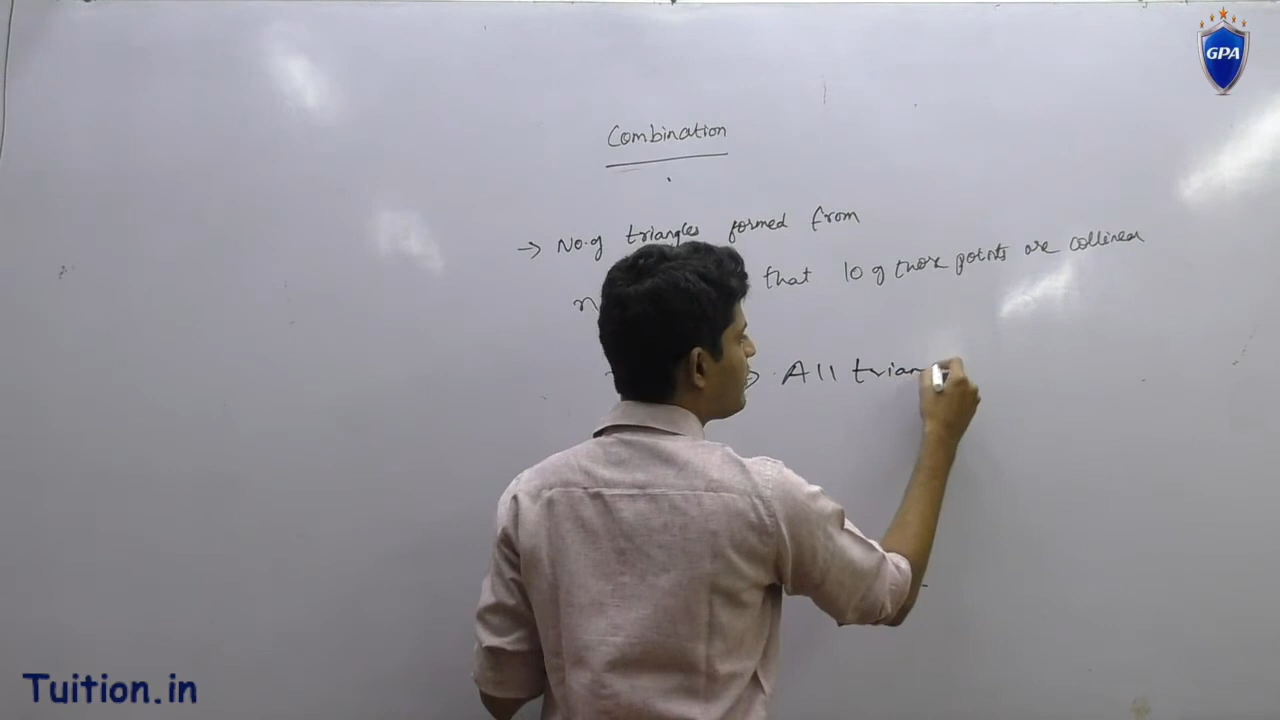 GPA
Combination
→ No. of triangles formed from
n that 10 of those points are collinear
All trian
Tuition.in